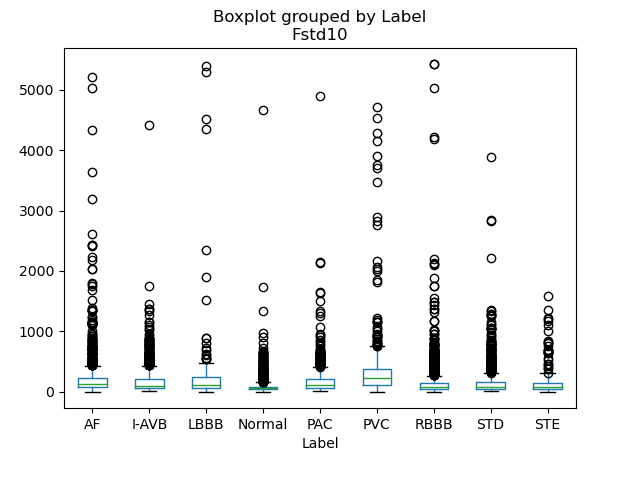 Boxplot grouped by Label
Fstd10
5000
4000
3000
2000
1000
0
AF I-AVB LBBB Normal PAC PVC RBBB STD STE
Label